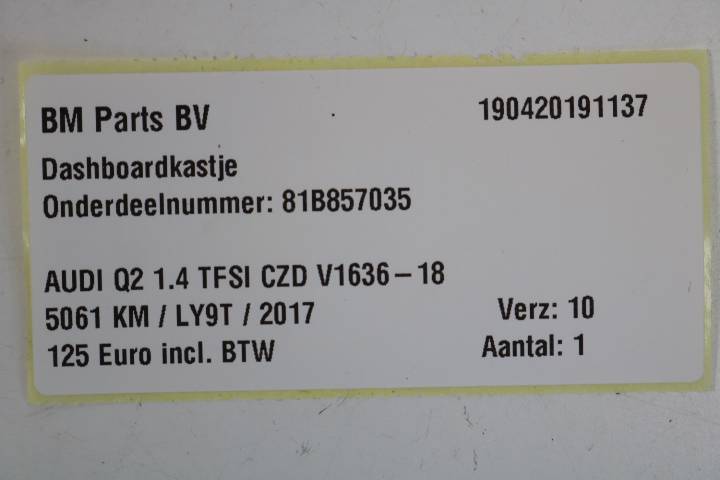 BM Parts BV 190420191137
Dashboardkastje
Onderdeelnummer: 81B857035
AUDI Q2 1.4 TFSI CZD V1636-18
5061 KM / LY9T / 2017 Verz: 10
125 Euro incl. BTW Aantal: 1